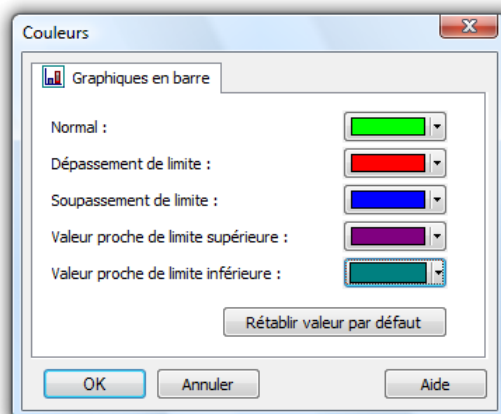 Couleurs
Graphiques en barre
Normal :
Dépassement de limite :
Soupassement de limite :
Valeur proche de limite supérieure :
Valeur proche de limite inférieure :
Rétablir valeur par défaut
OK Annuler Aide